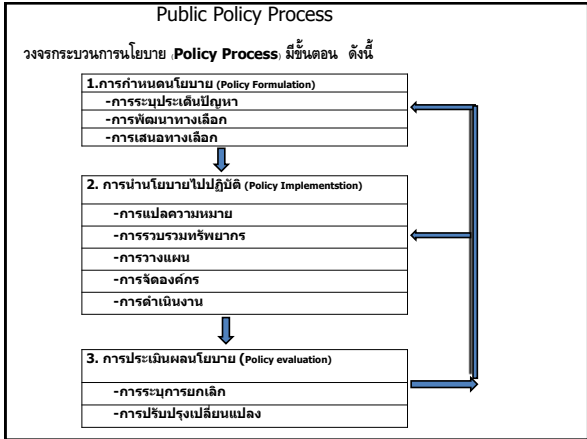 Public Policy Process
วงจรกระบวนการนโยบาย (Policy Process) มีขั้นตอน ดังนี้
1.การกำหนดนโยบาย (Policy Formulation)
-การระบุประเด็นปัญหา
-การพัฒนาทางเลือก
-การเสนอทางเลือก
2. การนำนโยบายไปปฏิบัติ (Policy Implementstion)
-การแปลความหมาย
-การรวบรวมทรัพยากร
-การวางแผน
-การจัดองค์กร
-การดำเนินงาน
3. การประเมินผลนโยบาย (Policy evaluation)
-การระบุการยกเลิก
-การปรับปรุงเปลี่ยนแปลง